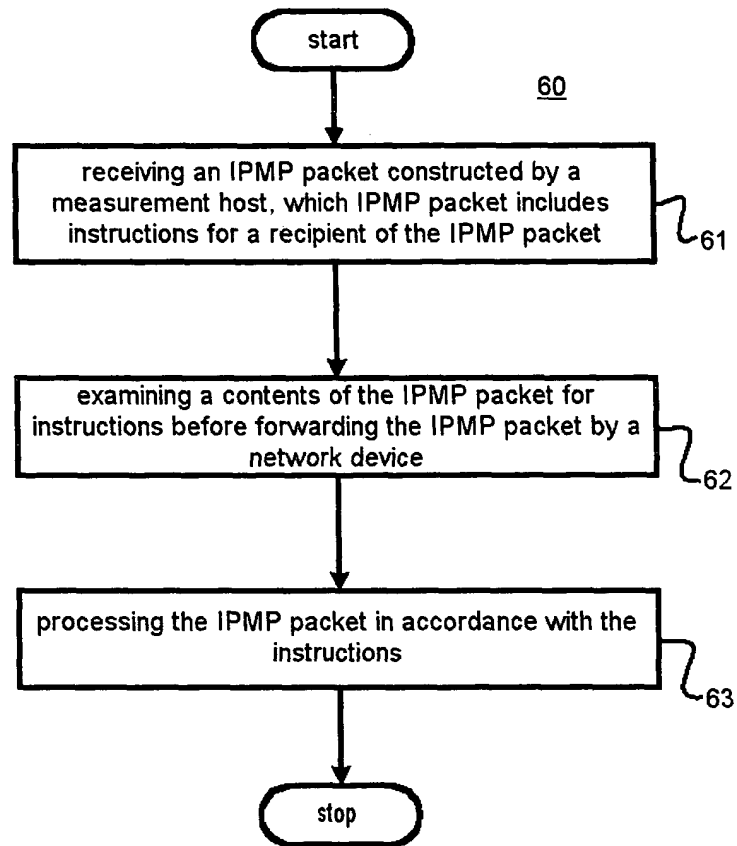 start
60
receiving an IPMP packet constructed by a
measurement host, which IPMP packet includes
instructions for a recipient of the IPMP packet
61
examining a contents of the IPMP packet for
instructions before forwarding the IPMP packet by a
network device
62
processing the IPMP packet in accordance with the
instructions
63
stop